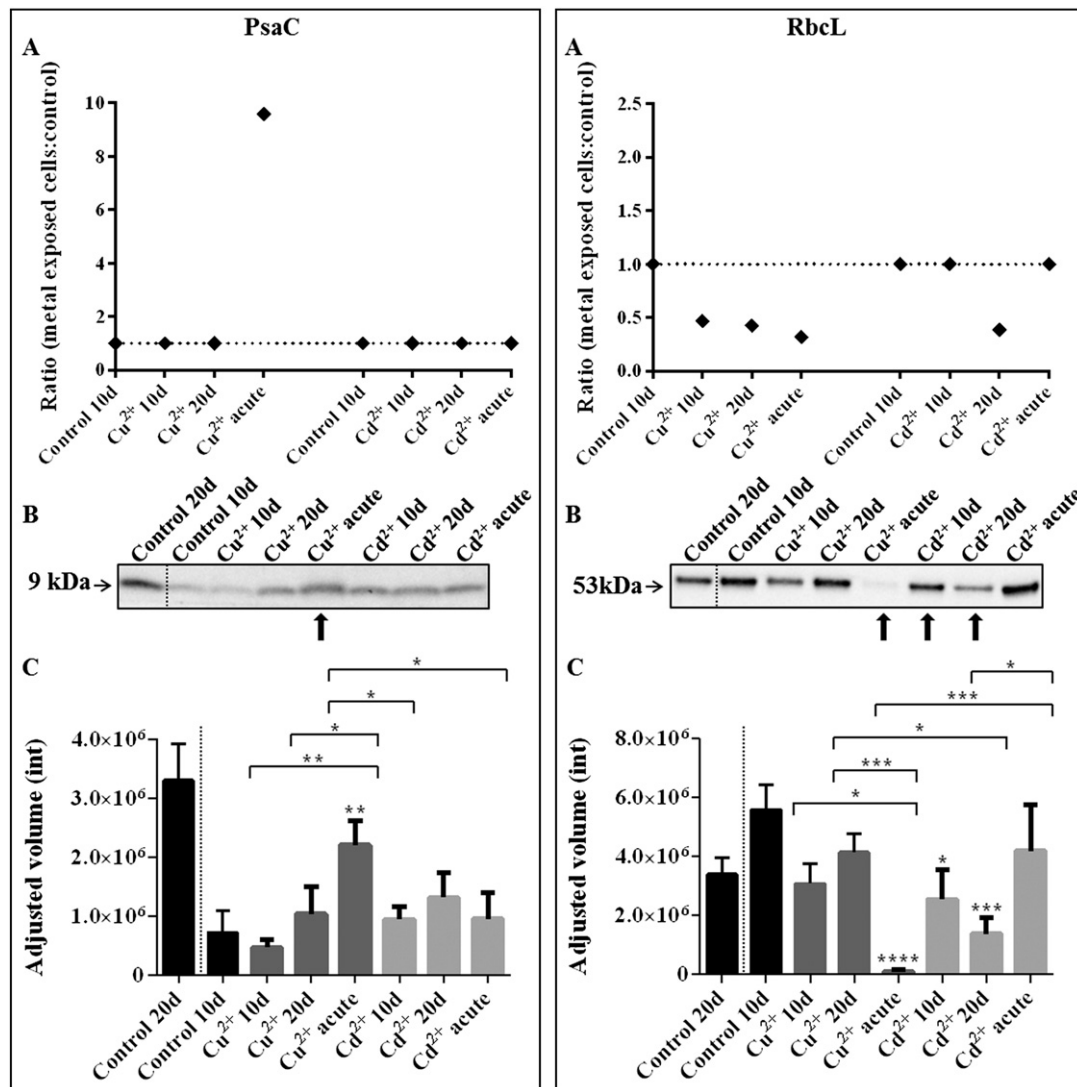 PsaC
A
Ratio (metal exposed cells:control)
10
8
6
4
2
0
Control 10d
Cu²⁺ 10d
Cu²⁺ 20d
Cu²⁺ acute
Control 10d
Cd²⁺ 10d
Cd²⁺ 20d
Cd²⁺ acute
B
Control 20d
Control 10d
Cu²⁺ 10d
Cu²⁺ 20d
Cu²⁺ acute
Cd²⁺ 10d
Cd²⁺ 20d
Cd²⁺ acute
9 kDa→
C
*
*
*
**
**
Adjusted volume (int)
4.0×10⁶
3.0×10⁶
2.0×10⁶
1.0×10⁶
0
Control 20d
Control 10d
Cu²⁺ 10d
Cu²⁺ 20d
Cu²⁺ acute
Cd²⁺ 10d
Cd²⁺ 20d
Cd²⁺ acute
RbcL
A
Ratio (metal exposed cells:control)
2.5
2.0
1.5
1.0
0.5
0.0
Control 10d
Cu²⁺ 10d
Cu²⁺ 20d
Cu²⁺ acute
Control 10d
Cd²⁺ 10d
Cd²⁺ 20d
Cd²⁺ acute
B
Control 20d
Control 10d
Cu²⁺ 10d
Cu²⁺ 20d
Cu²⁺ acute
Cd²⁺ 10d
Cd²⁺ 20d
Cd²⁺ acute
53kDa→
C
*
***
*
***
*
*
***
****
Adjusted volume (int)
8.0×10⁶
6.0×10⁶
4.0×10⁶
2.0×10⁶
0
Control 20d
Control 10d
Cu²⁺ 10d
Cu²⁺ 20d
Cu²⁺ acute
Cd²⁺ 10d
Cd²⁺ 20d
Cd²⁺ acute